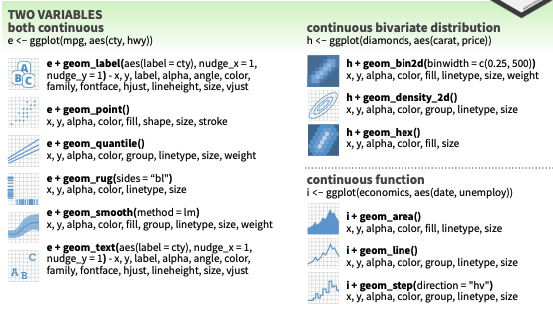 TWO VARIABLES
both continuous
e <- ggplot(mpg, aes(cty, hwy))
A
B
C
e + geom_label(aes(label = cty), nudge_x = 1,
nudge_y = 1) - x, y, label, alpha, angle, color,
family, fontface, hjust, lineheight, size, vjust
e + geom_point()
x, y, alpha, color, fill, shape, size, stroke
e + geom_quantile()
x, y, alpha, color, group, linetype, size, weight
e + geom_rug(sides = “bl")
x, y, alpha, color, linetype, size
e + geom_smooth(method = lm)
x, y, alpha, color, fill, group, linetype, size, weight
A
B
C
e + geom_text(aes(label = cty), nudge_x = 1,
nudge_y = 1) - x, y, label, alpha, angle, color,
family, fontface, hjust, lineheight, size, vjust
continuous bivariate distribution
h <- ggplot(diamonds, aes(carat, price))
h + geom_bin2d(binwidth = c(0.25, 500))
x, y, alpha, color, fill, linetype, size, weight
h + geom_density_2d()
x, y, alpha, color, group, linetype, size
h + geom_hex()
x, y, alpha, color, fill, size
continuous function
i <- ggplot(economics, aes(date, unemploy))
i + geom_area()
x, y, alpha, color, fill, linetype, size
i + geom_line()
x, y, alpha, color, group, linetype, size
i + geom_step(direction = "hv")
x, y, alpha, color, group, linetype, size